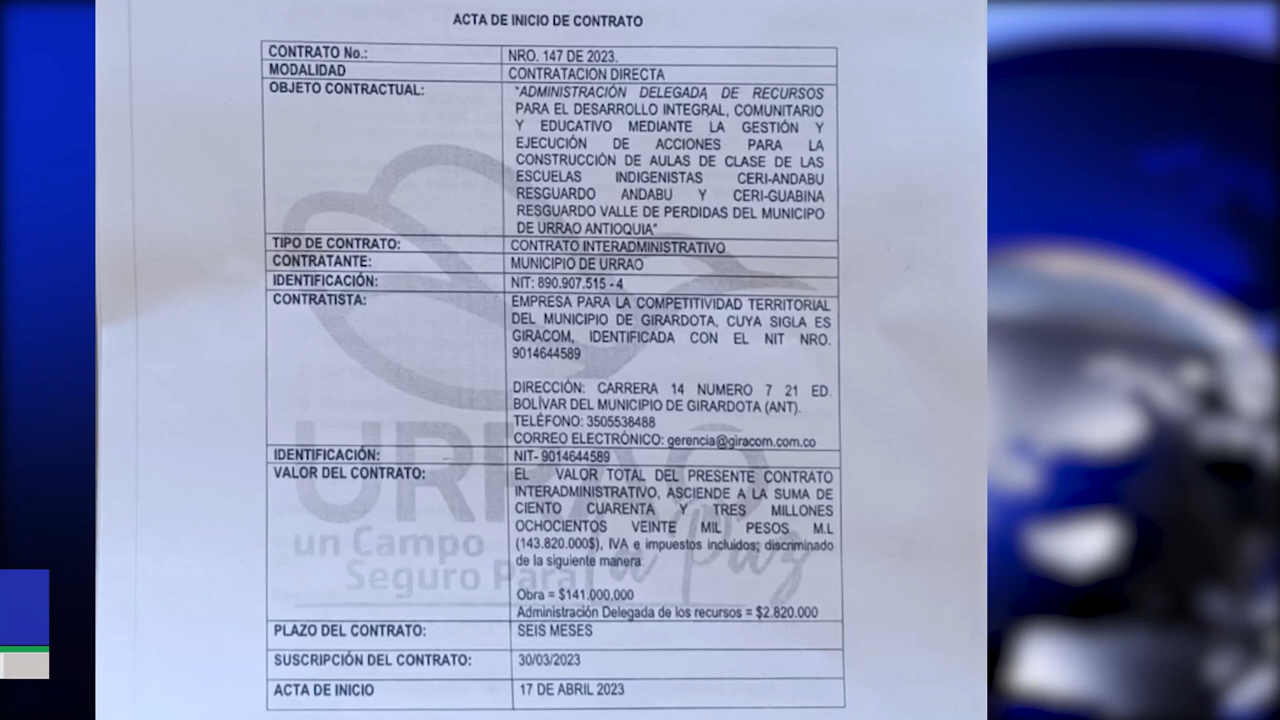 ACTA DE INICIO DE CONTRATO
CONTRATO No.:
NRO. 147 DE 2023.
MODALIDAD
CONTRATACION DIRECTA
OBJETO CONTRACTUAL:
"ADMINISTRACIÓN DELEGADA DE RECURSOS
PARA EL DESARROLLO INTEGRAL, COMUNITARIO
Y EDUCATIVO MEDIANTE LA GESTIÓN Y
EJECUCIÓN DE ACCIONES PARA LA
CONSTRUCCIÓN DE AULAS DE CLASE DE LAS
ESCUELAS INDIGENISTAS CERI-ANDABU
RESGUARDO ANDABU Y CERI-GUABINA
RESGUARDO VALLE DE PERDIDAS DEL MUNICIPO
DE URRAO ANTIOQUIA"
TIPO DE CONTRATO:
CONTRATO INTERADMINISTRATIVO
CONTRATANTE:
MUNICIPIO DE URRAO
IDENTIFICACIÓN:
NIT: 890.907.515 - 4
CONTRATISTA:
EMPRESA PARA LA COMPETITIVIDAD TERRITORIAL
DEL MUNICIPIO DE GIRARDOTA, CUYA SIGLA ES
GIRACOM, IDENTIFICADA CON EL NIT NRO.
9014644589
DIRECCIÓN: CARRERA 14 NUMERO 7 21 ED.
BOLÍVAR DEL MUNICIPIO DE GIRARDOTA (ANT).
TELÉFONO: 3505538488
CORREO ELECTRÓNICO: gerencia@giracom.com.co
IDENTIFICACIÓN:
NIT- 9014644589
VALOR DEL CONTRATO:
EL VALOR TOTAL DEL PRESENTE CONTRATO
INTERADMINISTRATIVO, ASCIENDE A LA SUMA DE
CIENTO CUARENTA Y TRES MILLONES
OCHOCIENTOS VEINTE MIL PESOS M.L
(143.820.000$), IVA e impuestos incluidos; discriminado
de la siguiente manera:
Obra = $141.000.000
Administración Delegada de los recursos = $2.820.000
PLAZO DEL CONTRATO:
SEIS MESES
SUSCRIPCIÓN DEL CONTRATO:
30/03/2023
ACTA DE INICIO
17 DE ABRIL 2023
URRAO
un Campo
Seguro Para la Paz